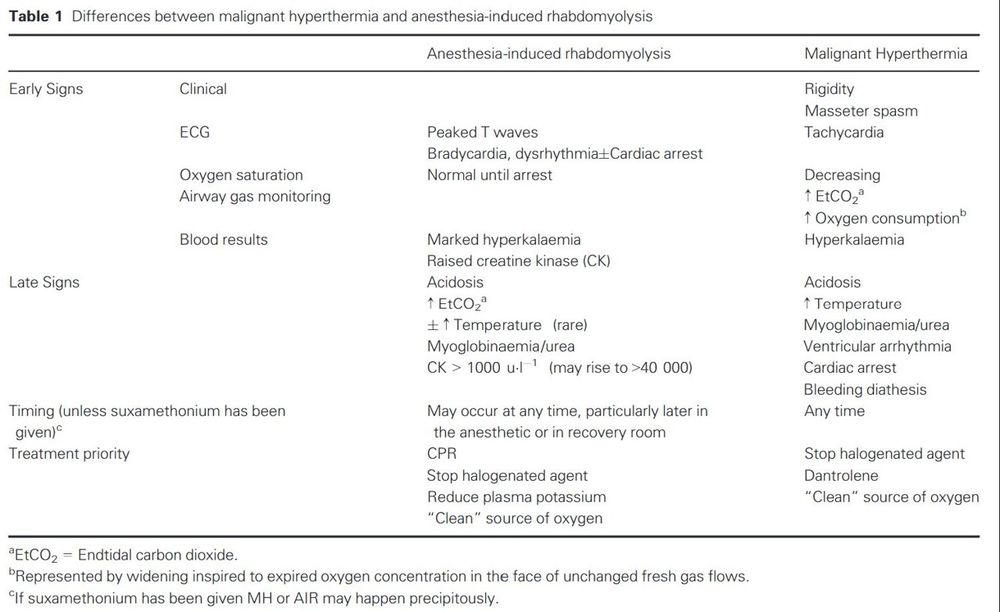 Table 1 Differences between malignant hyperthermia and anesthesia-induced rhabdomyolysis
Anesthesia-induced rhabdomyolysis Malignant Hyperthermia
Early Signs Clinical Rigidity
Masseter spasm
ECG Peaked T waves Tachycardia
Bradycardia, dysrhythmia±Cardiac arrest
Oxygen saturation Normal until arrest Decreasing
Airway gas monitoring ↑ EtCO₂ᵃ
↑ Oxygen consumptionᵇ
Blood results Marked hyperkalaemia Hyperkalaemia
Raised creatine kinase (CK)
Late Signs Acidosis Acidosis
↑ EtCO₂ᵃ ↑ Temperature
± ↑ Temperature (rare) Myoglobinaemia/urea
Myoglobinaemia/urea Ventricular arrhythmia
CK > 1000 u·l⁻¹ (may rise to >40 000) Cardiac arrest
Bleeding diathesis
Timing (unless suxamethonium has been May occur at any time, particularly later in Any time
given)ᶜ the anesthetic or in recovery room
Treatment priority CPR Stop halogenated agent
Stop halogenated agent Dantrolene
Reduce plasma potassium “Clean” source of oxygen
“Clean” source of oxygen
ᵃEtCO₂ = Endtidal carbon dioxide.
ᵇRepresented by widening inspired to expired oxygen concentration in the face of unchanged fresh gas flows.
ᶜIf suxamethonium has been given MH or AIR may happen precipitously.